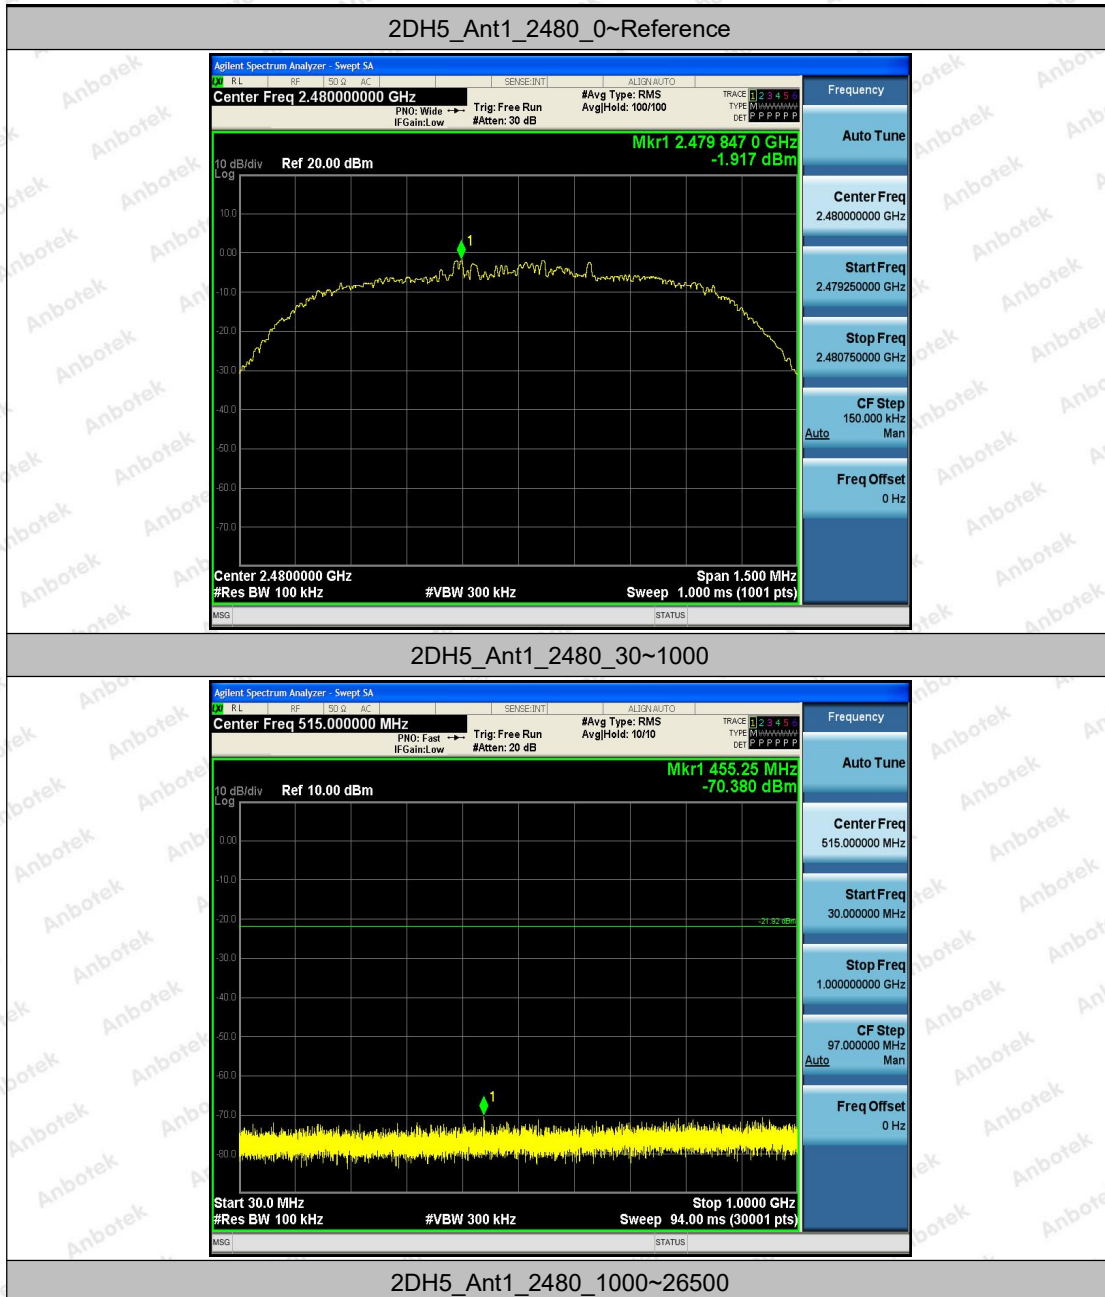 2DH5_Ant1_2480_0~Reference
Agilent Spectrum Analyzer - Swept SA
LXI RL RF 50 Ω AC SENSE:INT ALIGN AUTO
Center Freq 2.480000000 GHz
PNO: Wide
IFGain:Low
Trig: Free Run
#Atten: 30 dB
#Avg Type: RMS
Avg|Hold: 100/100
TRACE 1 2 3 4 5 6
TYPE M
DET P P P P P P
Mkr1 2.479 847 0 GHz
-1.917 dBm
10 dB/div Ref 20.00 dBm
Log
10.0
0.00
-10.0
-20.0
-30.0
-40.0
-50.0
-60.0
-70.0
1
Center 2.4800000 GHz Span 1.500 MHz
#Res BW 100 kHz #VBW 300 kHz Sweep 1.000 ms (1001 pts)
MSG STATUS
Frequency
Auto Tune
Center Freq
2.480000000 GHz
Start Freq
2.479250000 GHz
Stop Freq
2.480750000 GHz
CF Step
150.000 kHz
Auto Man
Freq Offset
0 Hz
2DH5_Ant1_2480_30~1000
Agilent Spectrum Analyzer - Swept SA
LXI RL RF 50 Ω AC SENSE:INT ALIGN AUTO
Center Freq 515.000000 MHz
PNO: Fast
IFGain:Low
Trig: Free Run
#Atten: 20 dB
#Avg Type: RMS
Avg|Hold: 10/10
TRACE 1 2 3 4 5 6
TYPE M
DET P P P P P P
Mkr1 455.25 MHz
-70.380 dBm
10 dB/div Ref 10.00 dBm
Log
0.00
-10.0
-20.0
-30.0
-40.0
-50.0
-60.0
-70.0
-80.0
-21.92 dBm
1
Start 30.0 MHz Stop 1.0000 GHz
#Res BW 100 kHz #VBW 300 kHz Sweep 94.00 ms (30001 pts)
MSG STATUS
Frequency
Auto Tune
Center Freq
515.000000 MHz
Start Freq
30.000000 MHz
Stop Freq
1.000000000 GHz
CF Step
97.000000 MHz
Auto Man
Freq Offset
0 Hz
2DH5_Ant1_2480_1000~26500
Anbotek